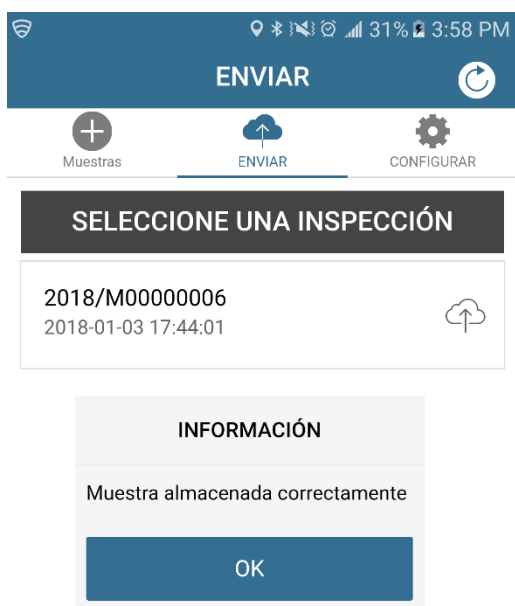 31% 3:58 PM
ENVIAR
Muestras ENVIAR CONFIGURAR
SELECCIONE UNA INSPECCIÓN
2018/M00000006
2018-01-03 17:44:01
INFORMACIÓN
Muestra almacenada correctamente
OK